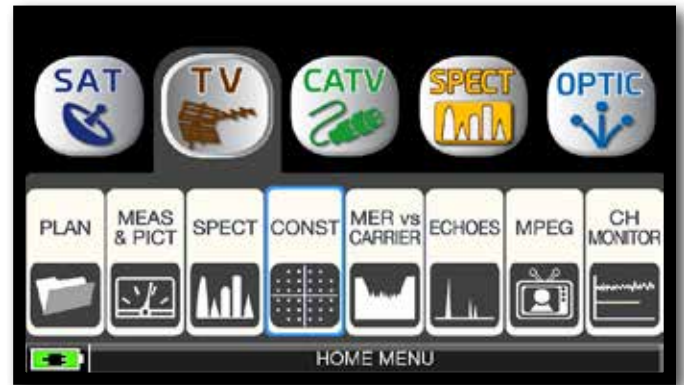 SAT
TV
CATV
SPECT
OPTIC
PLAN
MEAS
& PICT
SPECT
CONST
MER vs
CARRIER
ECHOES
MPEG
CH
MONITOR
HOME MENU